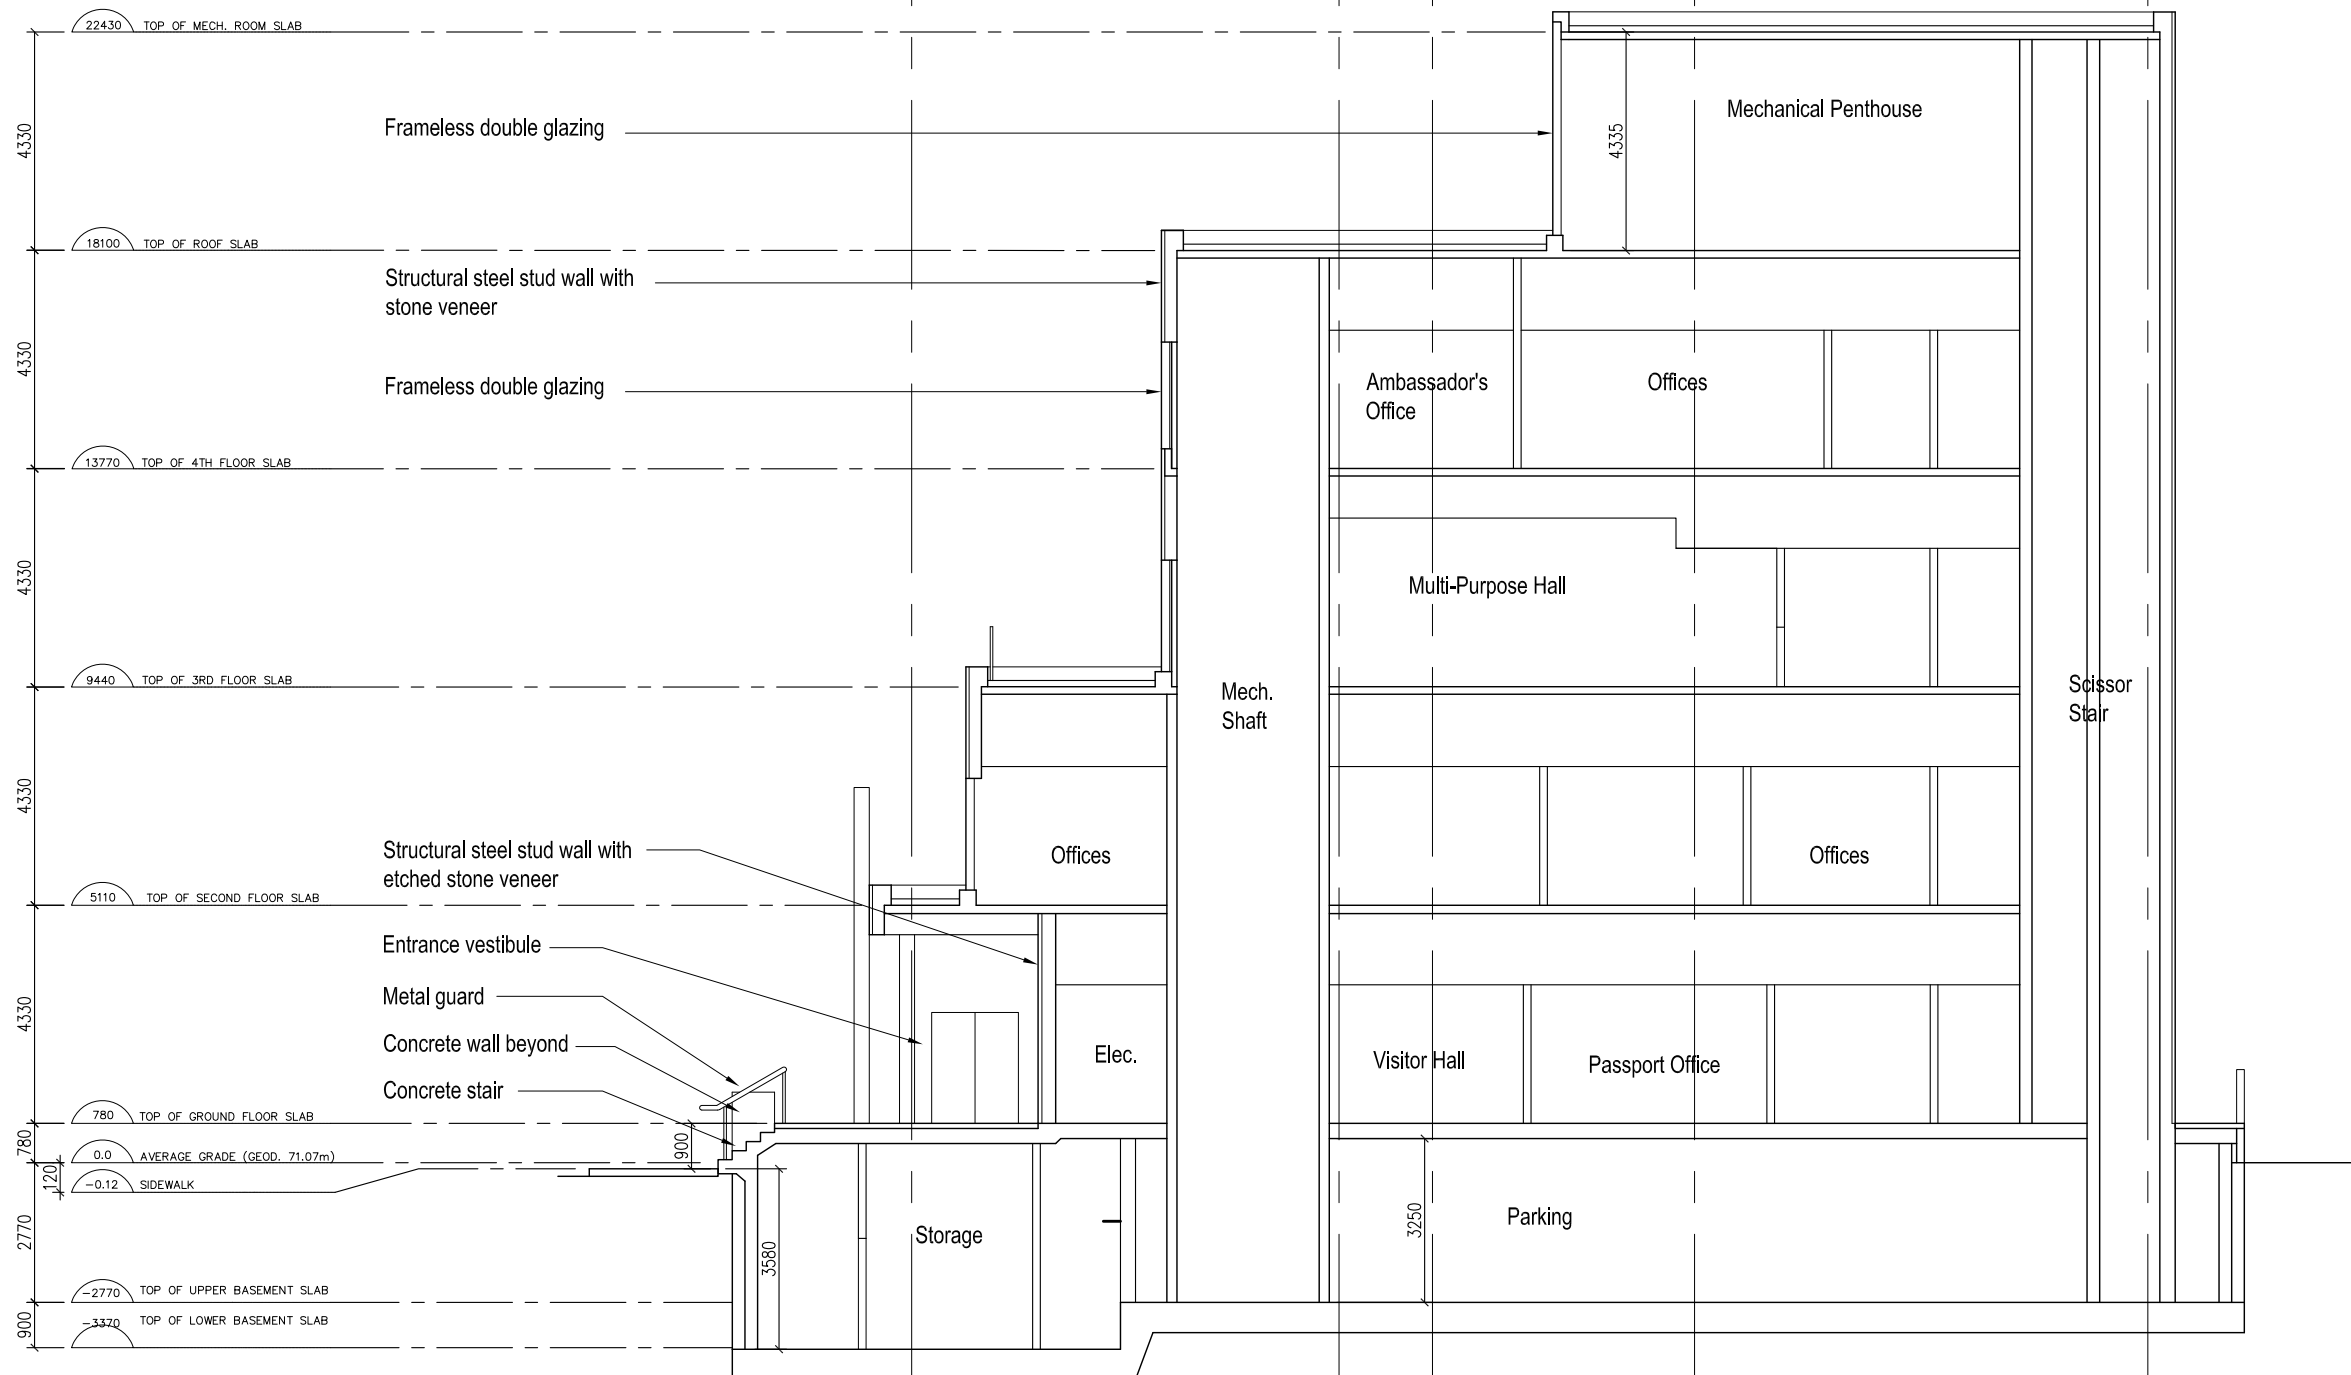 22430 TOP OF MECH. ROOM SLAB
4330
Frameless double glazing
Mechanical Penthouse
4335
18100 TOP OF ROOF SLAB
Structural steel stud wall with
stone veneer
4330
Frameless double glazing
Ambassador's
Office
Offices
13770 TOP OF 4TH FLOOR SLAB
4330
Multi-Purpose Hall
9440 TOP OF 3RD FLOOR SLAB
Mech.
Shaft
Scissor
Stair
4330
Structural steel stud wall with
etched stone veneer
Offices
Offices
5110 TOP OF SECOND FLOOR SLAB
Entrance vestibule
Metal guard
4330
Concrete wall beyond
Elec.
Visitor Hall
Passport Office
Concrete stair
780 TOP OF GROUND FLOOR SLAB
780
900
0.0 AVERAGE GRADE (GEOD. 71.07m)
120
-0.12 SIDEWALK
2770
Storage
3580
3250
Parking
-2770 TOP OF UPPER BASEMENT SLAB
900
-3370 TOP OF LOWER BASEMENT SLAB